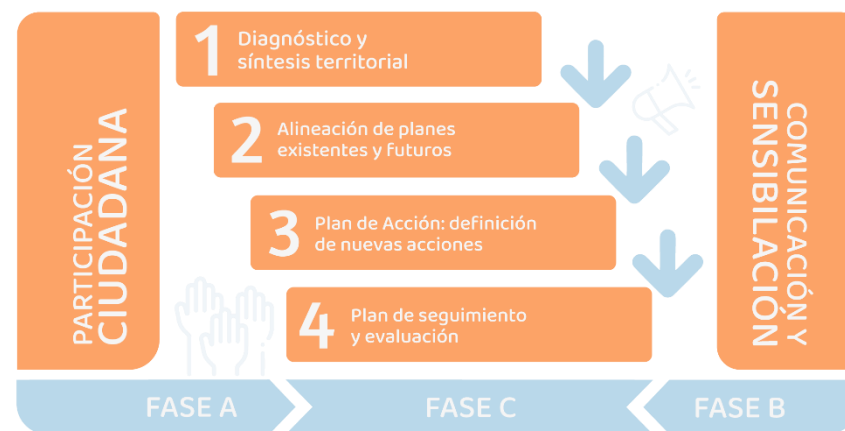 PARTICIPACIÓN
CIUDADANA
1
Diagnóstico y
síntesis territorial
2
Alineación de planes
existentes y futuros
3
Plan de Acción: definición
de nuevas acciones
4
Plan de seguimiento
y evaluación
COMUNICACIÓN Y
SENSIBILACIÓN
FASE A
FASE C
FASE B